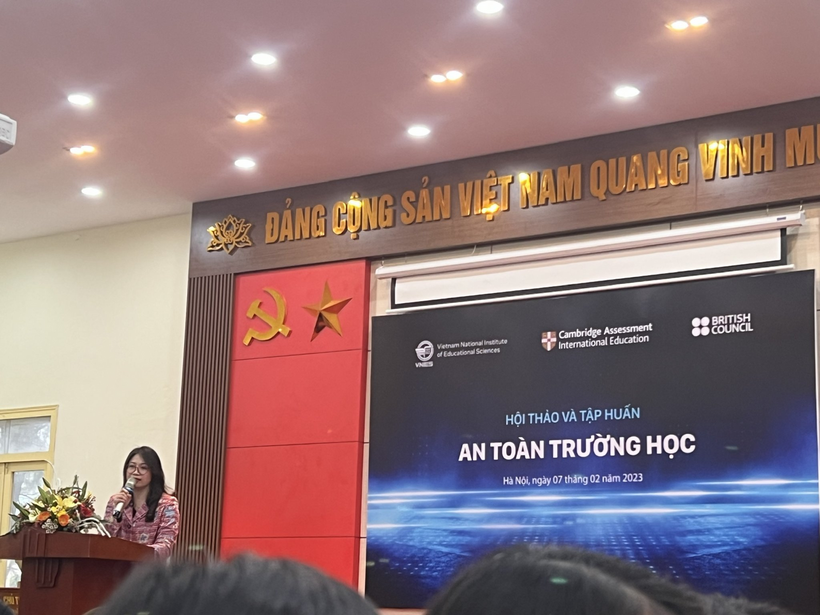 ĐẢNG CỘNG SẢN VIỆT NAM QUANG VINH
VNIES
Vietnam National Institute
of Educational Sciences
Cambridge Assessment
International Education
BRITISH
COUNCIL
HỘI THẢO VÀ TẬP HUẤN
AN TOÀN TRƯỜNG HỌC
Hà Nội, ngày 07 tháng 02 năm 2023